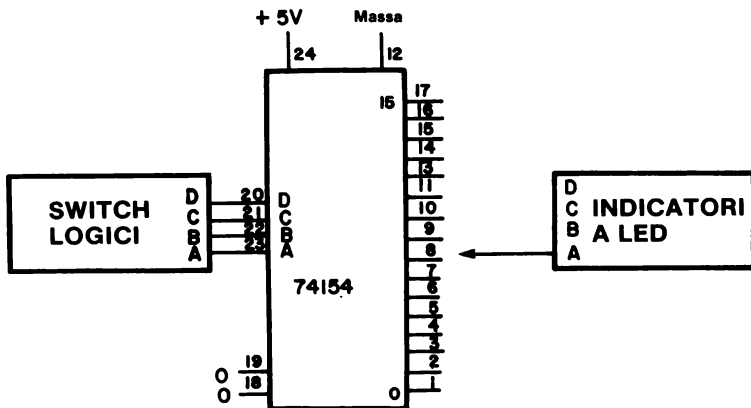 + 5V
Massa
24
12
15
17
16
15
14
13
11
10
9
8
7
6
5
4
3
2
1
0
SWITCH
LOGICI
D
C
B
A
20
21
22
23
D
C
B
A
74154
0 19
0 18
D
C
B
A
INDICATORI
A LED